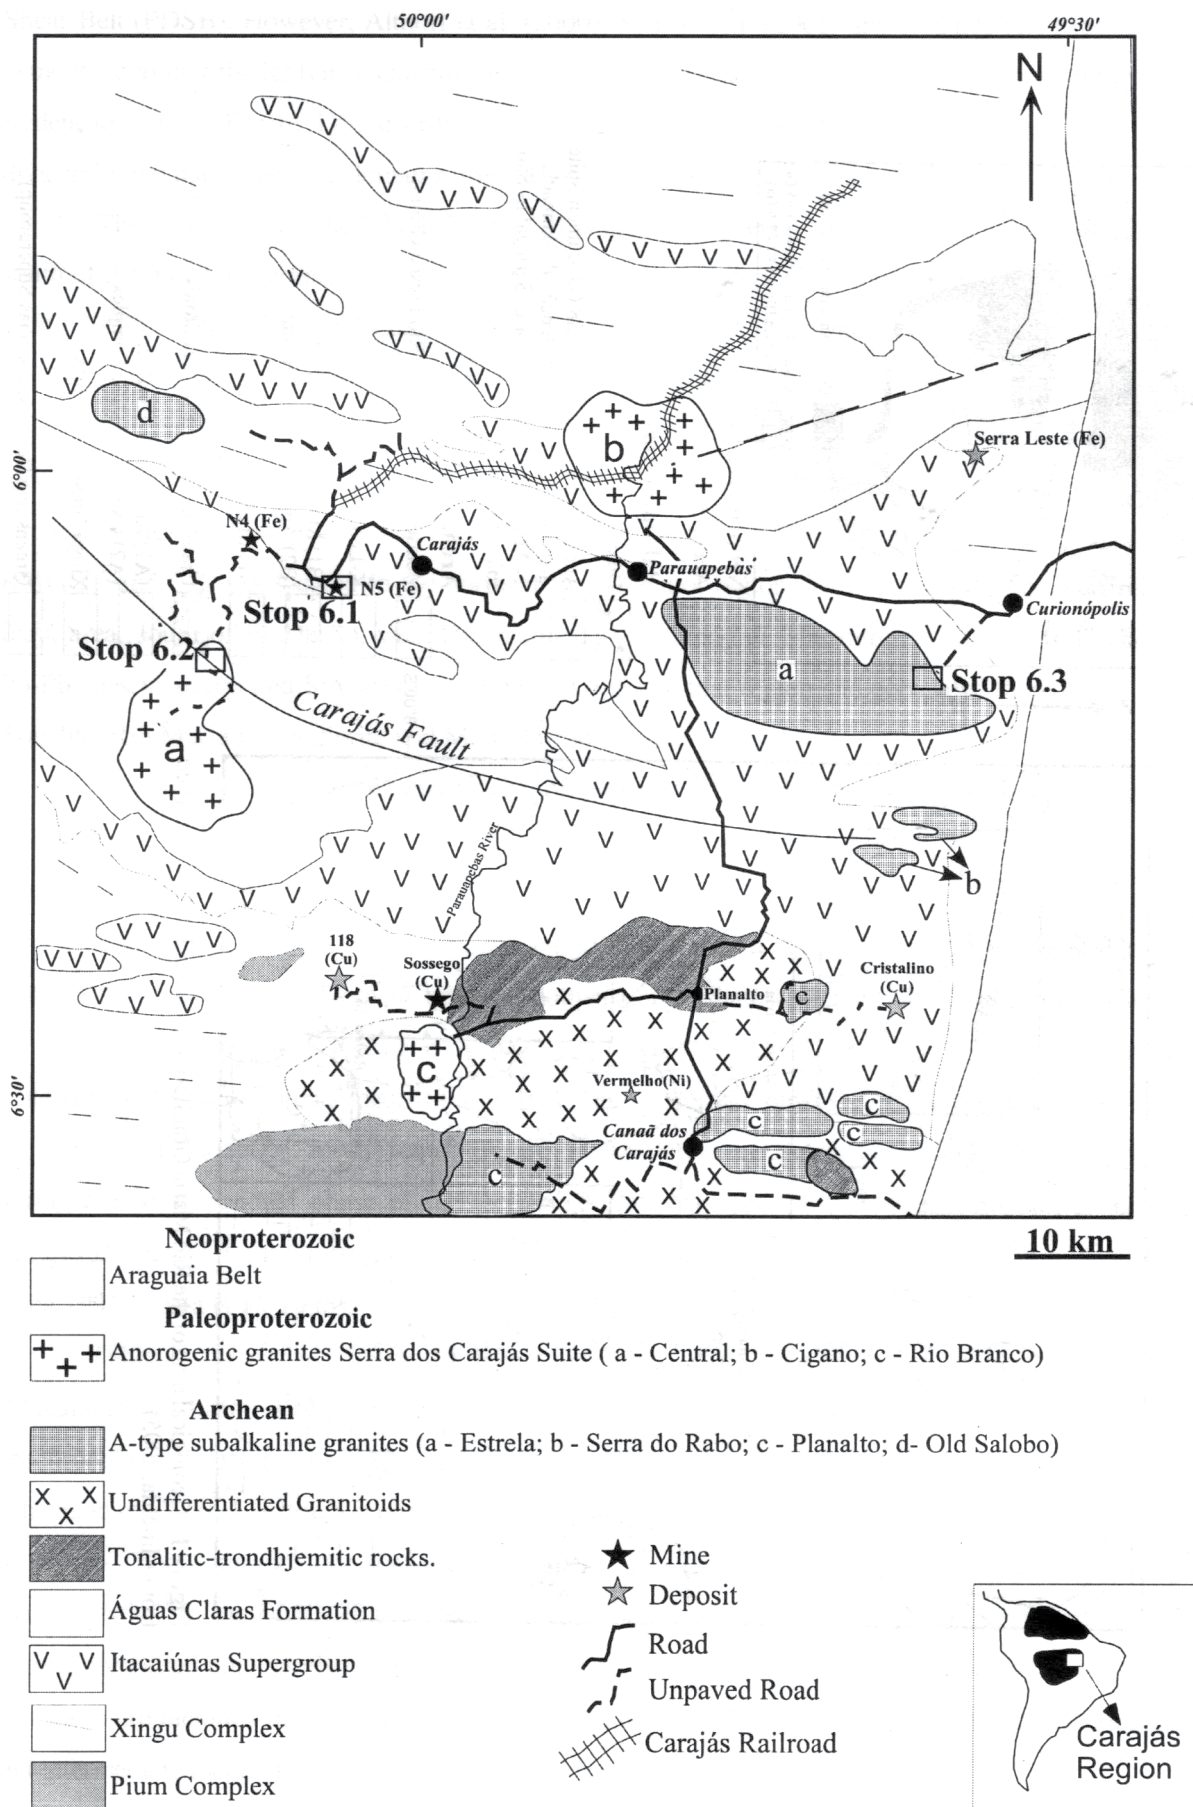 50°00'
49°30'
N
d
b
Serra Leste (Fe)
6°00'
N4 (Fe)
Carajás
Parauapebas
N5 (Fe)
Stop 6.1
Curionópolis
Stop 6.2
a
Stop 6.3
Carajás Fault
a
Parauapebas River
b
118
(Cu)
Sossego
(Cu)
Cristalino
(Cu)
Planalto
c
c
Vermelho(Ni)
6°30'
c
c
c
Canaã dos
Carajás
c
c
Neoproterozoic
10 km
Araguaia Belt
Paleoproterozoic
Anorogenic granites Serra dos Carajás Suite ( a - Central; b - Cigano; c - Rio Branco)
Archean
A-type subalkaline granites (a - Estrela; b - Serra do Rabo; c - Planalto; d- Old Salobo)
Undifferentiated Granitoids
Tonalitic-trondhjemitic rocks.
Mine
Deposit
Águas Claras Formation
Road
Itacaiúnas Supergroup
Unpaved Road
Xingu Complex
Carajás Railroad
Carajás
Region
Pium Complex